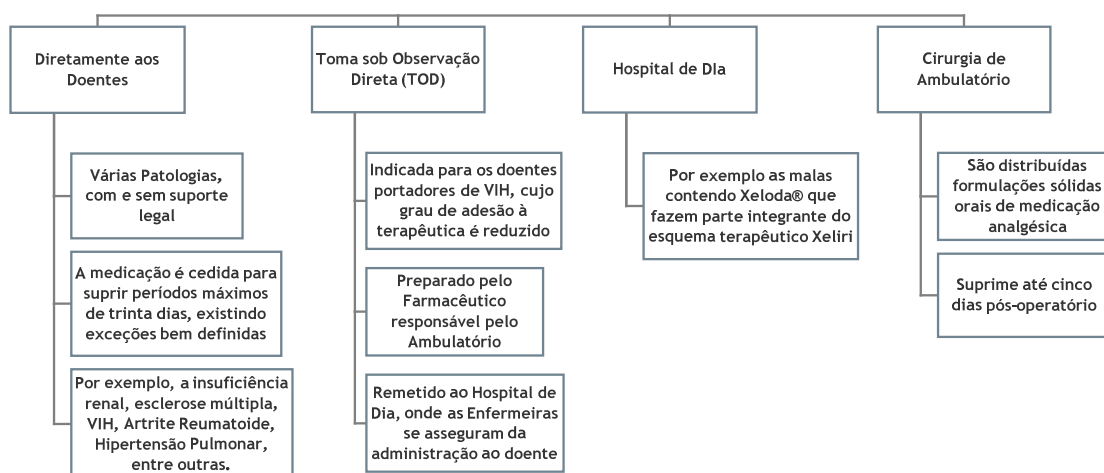 Diretamente aos
Doentes
Várias Patologias,
com e sem suporte
legal
A medicação é cedida para
suprir períodos máximos
de trinta dias, existindo
exceções bem definidas
Por exemplo, a insuficiência
renal, esclerose múltipla,
VIH, Artrite Reumatoide,
Hipertensão Pulmonar,
entre outras.
Toma sob Observação
Direta (TOD)
Indicada para os doentes
portadores de VIH, cujo
grau de adesão à
terapêutica é reduzido
Preparado pelo
Farmacêutico
responsável pelo
Ambulatório
Remetido ao Hospital de
Dia, onde as Enfermeiras
se asseguram da
administração ao doente
Hospital de DIa
Por exemplo as malas
contendo Xeloda® que
fazem parte integrante do
esquema terapêutico Xeliri
Cirurgia de
Ambulatório
São distribuídas
formulações sólidas
orais de medicação
analgésica
Suprime até cinco
dias pós-operatório